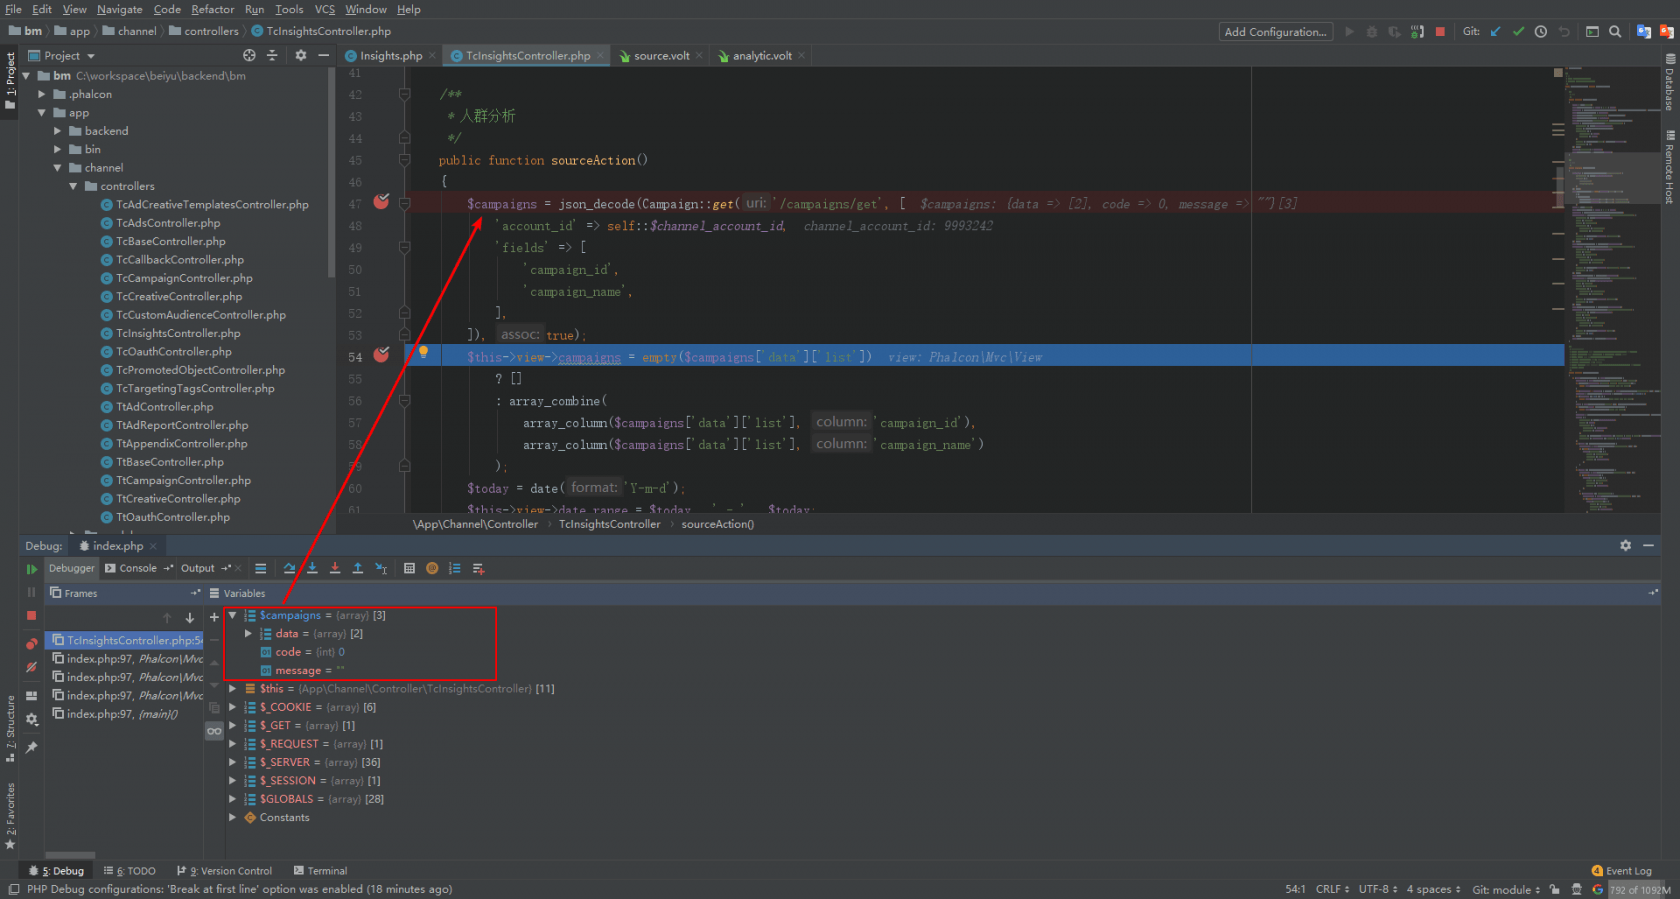 File Edit View Navigate Code Refactor Run Tools VCS Window Help
bm app channel controllers TcInsightsController.php
Add Configuration... Git:
Project
Insights.php TcInsightsController.php source.volt analytic.volt
1: Project
bm C:\workspace\beiyu\backend\bm
.phalcon
app
backend
bin
channel
controllers
TcAdCreativeTemplatesController.php
TcAdsController.php
TcBaseController.php
TcCallbackController.php
TcCampaignController.php
TcCreativeController.php
TcCustomAudienceController.php
TcInsightsController.php
TcOauthController.php
TcPromotedObjectController.php
TcTargetingTagsController.php
TtAdController.php
TtAdReportController.php
TtAppendixController.php
TtBaseController.php
TtCampaignController.php
TtCreativeController.php
TtOauthController.php
41
42 /**
43 * 人群分析
44 */
45 public function sourceAction()
46 {
47 $campaigns = json_decode(Campaign::get( uri: '/campaigns/get', [ $campaigns: {data => [2], code => 0, message => ""}[3]
48 'account_id' => self::$channel_account_id, channel_account_id: 9993242
49 'fields' => [
50 'campaign_id',
51 'campaign_name',
52 ],
53 ]), assoc: true);
54 $this->view->campaigns = empty($campaigns['data']['list']) view: Phalcon\Mvc\View
55 ? []
56 : array_combine(
57 array_column($campaigns['data']['list'], column: 'campaign_id'),
58 array_column($campaigns['data']['list'], column: 'campaign_name')
59 );
60 $today = date( format: 'Y-m-d');
61 $this->view->date_range = $today . ' - ' . $today;
\App\Channel\Controller TcInsightsController sourceAction()
Database
Remote Host
Debug: index.php
Debugger Console Output
Frames
Variables
TcInsightsController.php:54
index.php:97, Phalcon\Mvc
index.php:97, Phalcon\Mvc
index.php:97, Phalcon\Mvc
index.php:97, {main}()
$campaigns = {array} [3]
data = {array} [2]
code = {int} 0
message = ""
$this = {App\Channel\Controller\TcInsightsController} [11]
$_COOKIE = {array} [6]
$_GET = {array} [1]
$_REQUEST = {array} [1]
$_SERVER = {array} [36]
$_SESSION = {array} [1]
$GLOBALS = {array} [28]
Constants
7: Structure
2: Favorites
5: Debug 6: TODO 9: Version Control Terminal
4 Event Log
PHP Debug configurations: 'Break at first line' option was enabled (18 minutes ago)
54:1 CRLF UTF-8 4 spaces Git: module 792 of 1092M